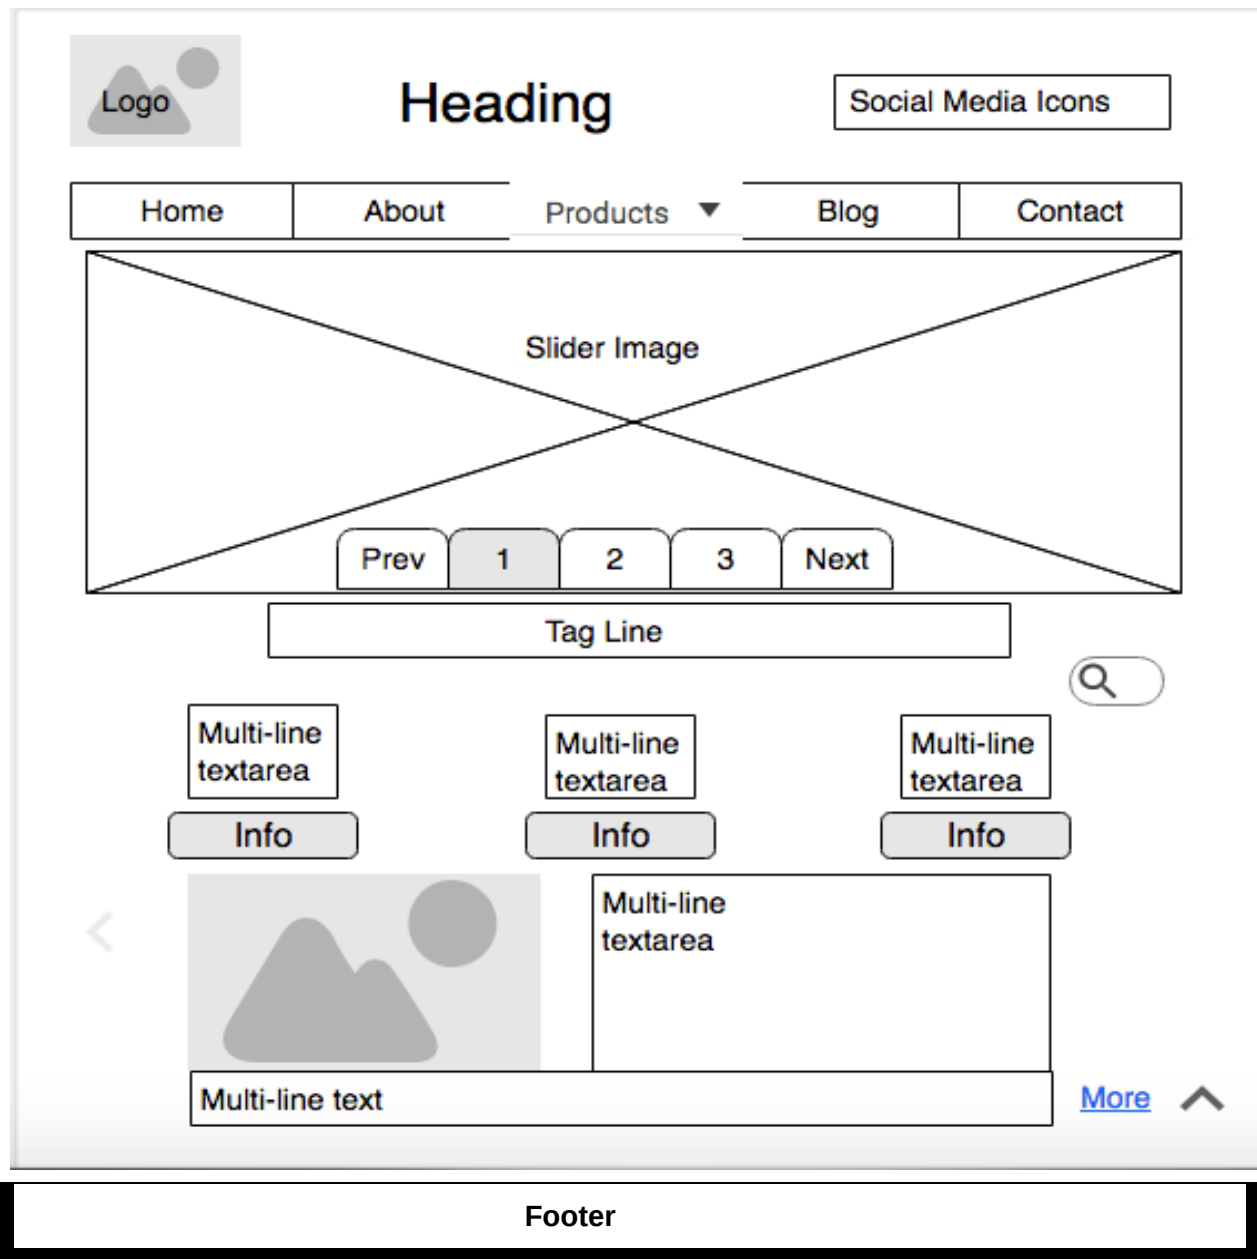 Logo
Heading
Social Media Icons
Home About Products Blog Contact
Slider Image
Prev 1 2 3 Next
Tag Line
Multi-line
textarea
Multi-line
textarea
Multi-line
textarea
Info Info Info
Multi-line
textarea
Multi-line text
More
Footer